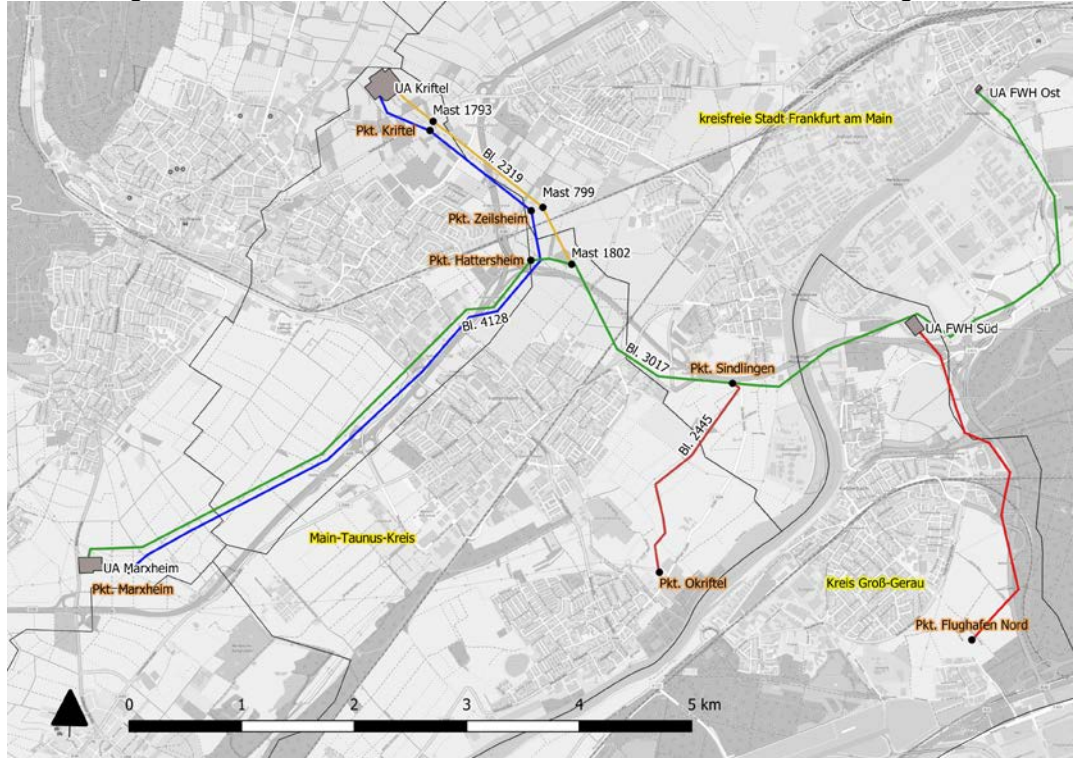 UA Kriftel
UA FWH Ost
Mast 1793
Pkt. Kriftel
kreisfreie Stadt Frankfurt am Main
Bl. 2319
Mast 799
Pkt. Zeilsheim
Mast 1802
Pkt. Hattersheim
Bl. 4128
UA FWH Süd
Bl. 3017
Pkt. Sindlingen
Bl. 2445
Main-Taunus-Kreis
UA Marxheim
Pkt. Marxheim
Pkt. Okriftel
Kreis Groß-Gerau
Pkt. Flughafen Nord
0 1 2 3 4 5 km